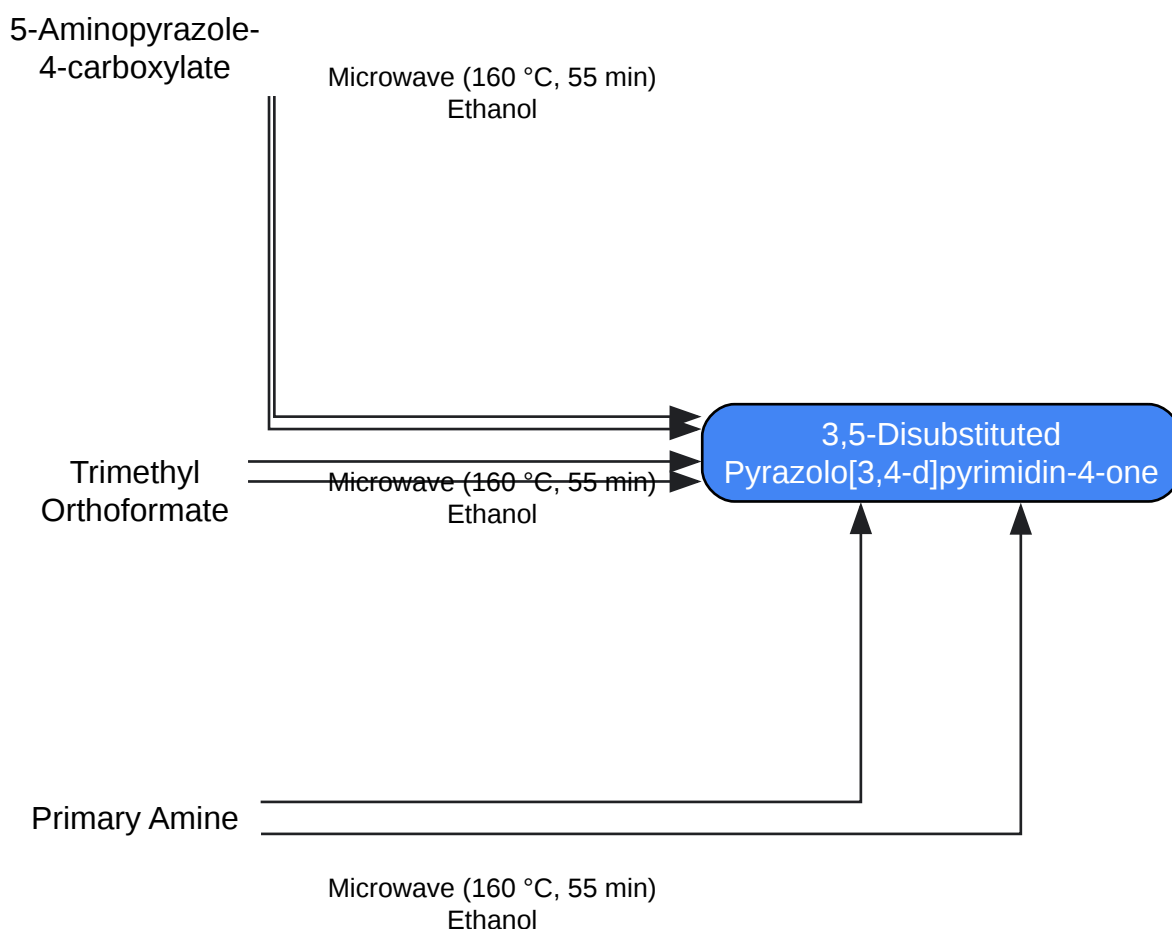 5-Aminopyrazole-
4-carboxylate
Microwave (160 °C, 55 min)
Ethanol
3,5-Disubstituted
Pyrazolo[3,4-d]pyrimidin-4-one
Trimethyl
Orthoformate
Microwave (160 °C, 55 min)
Ethanol
Primary Amine
Microwave (160 °C, 55 min)
Ethanol